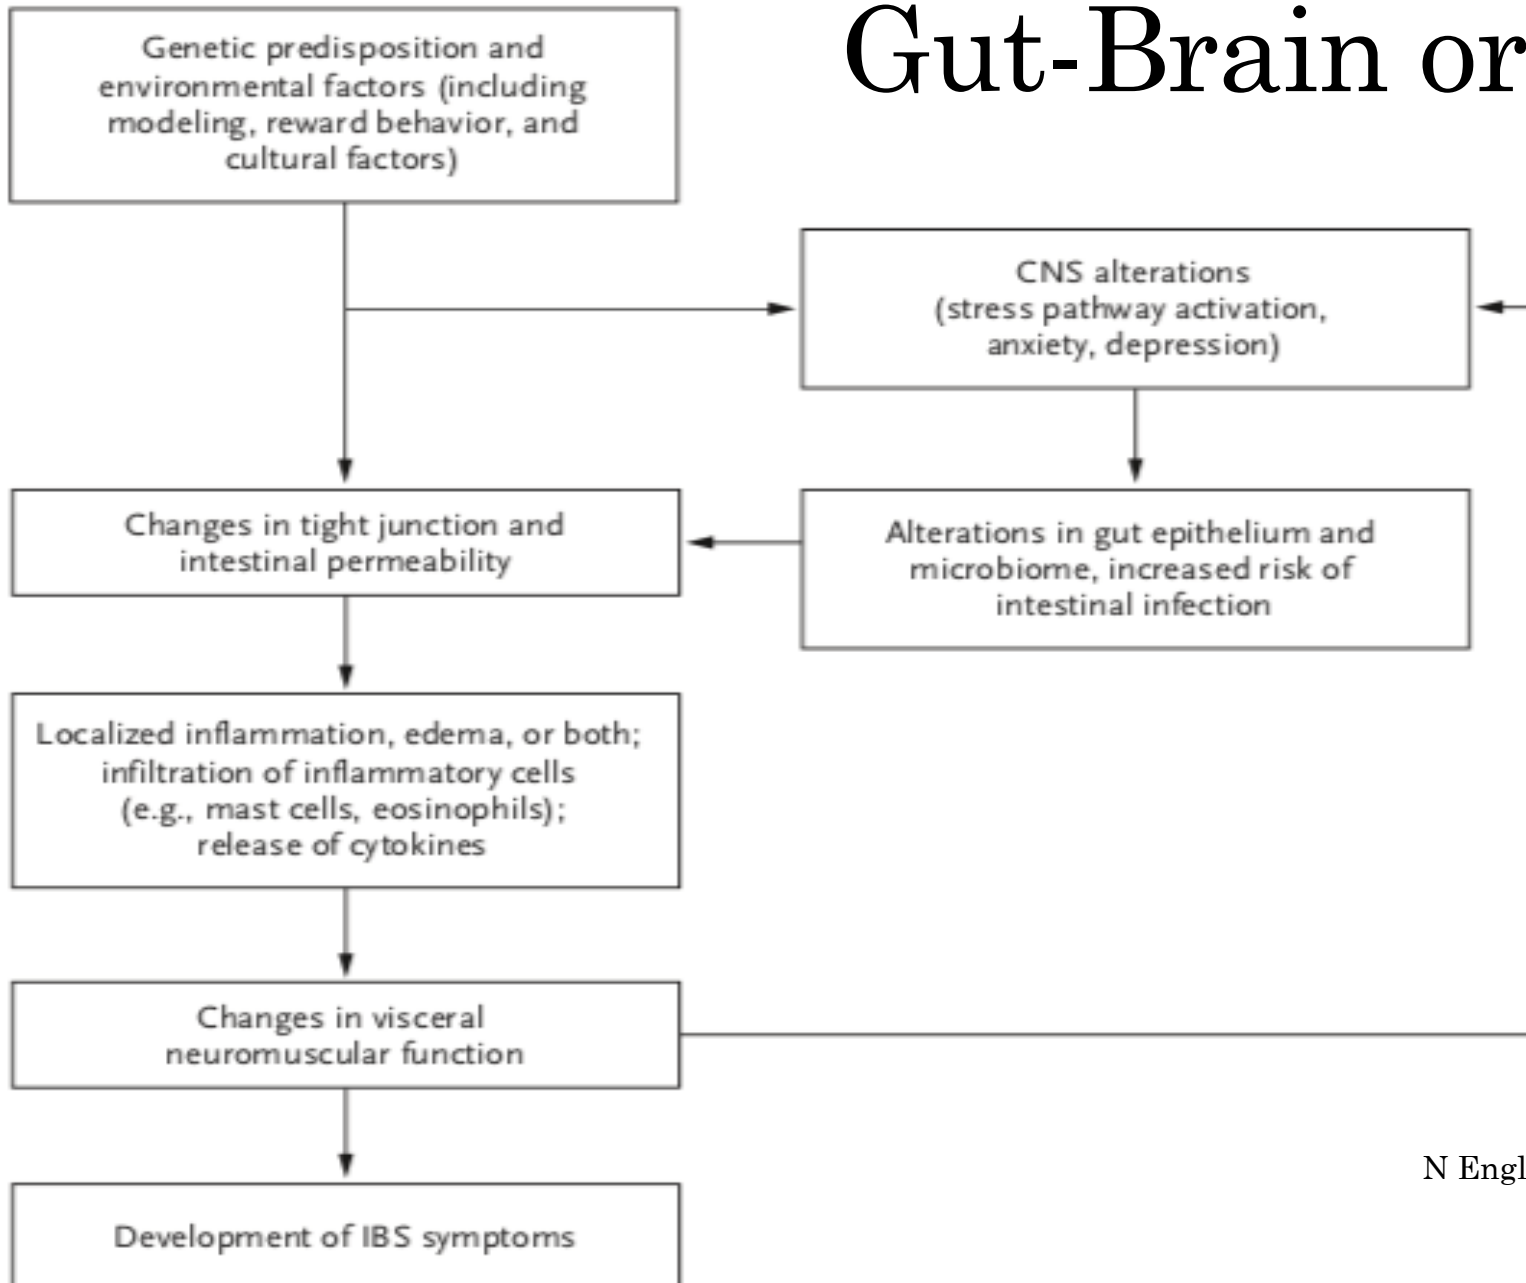 Gut-Brain or
Genetic predisposition and
environmental factors (including
modeling, reward behavior, and
cultural factors)
CNS alterations
(stress pathway activation,
anxiety, depression)
Changes in tight junction and
intestinal permeability
Alterations in gut epithelium and
microbiome, increased risk of
intestinal infection
Localized inflammation, edema, or both;
infiltration of inflammatory cells
(e.g., mast cells, eosinophils);
release of cytokines
Changes in visceral
neuromuscular function
N Engl
Development of IBS symptoms